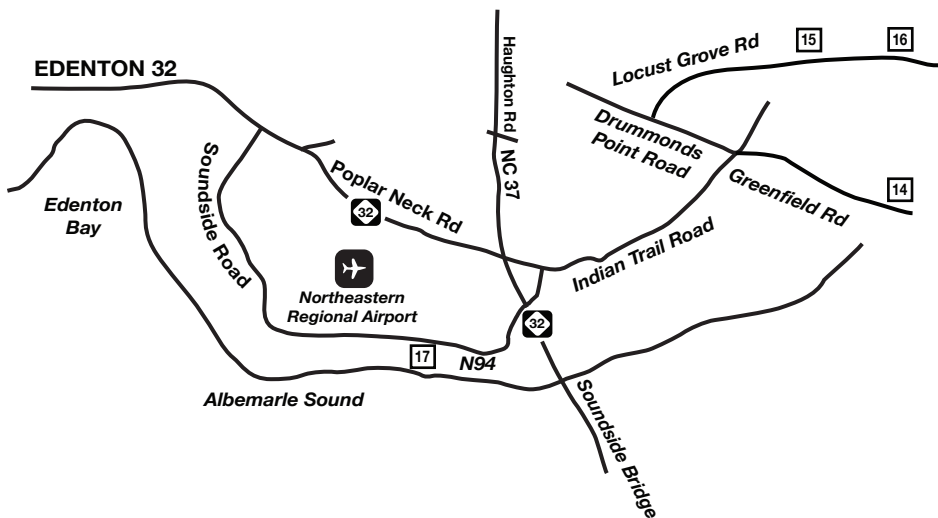 EDENTON 32
Haughton Rd
NC 37
Locust Grove Rd
15
16
Drummonds
Point Road
Greenfield Rd
14
Soundside Road
Poplar Neck Rd
32
Edenton
Bay
Indian Trail Road
Northeastern
Regional Airport
32
17
N94
Albemarle Sound
Soundside Bridge